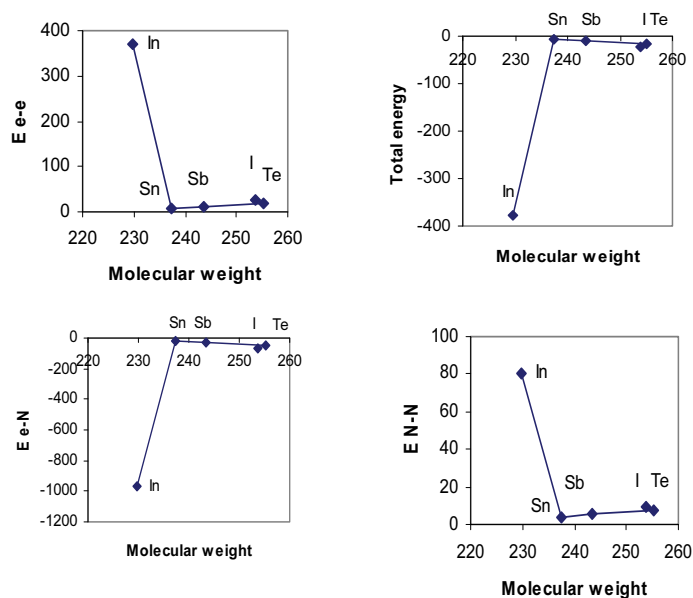 400
300
200
100
0
E e-e
In
Sn
Sb
I
Te
220
230
240
250
260
Molecular weight
Sn Sb I Te
0
-100
-200
-300
-400
Total energy
220
230
240
250
260
In
Molecular weight
Sn Sb I Te
0
-200
-400
-600
-800
-1000
-1200
E e-N
220
230
240
250
260
In
Molecular weight
100
80
60
40
20
0
E N-N
In
Sn
Sb
I
Te
220
230
240
250
260
Molecular weight